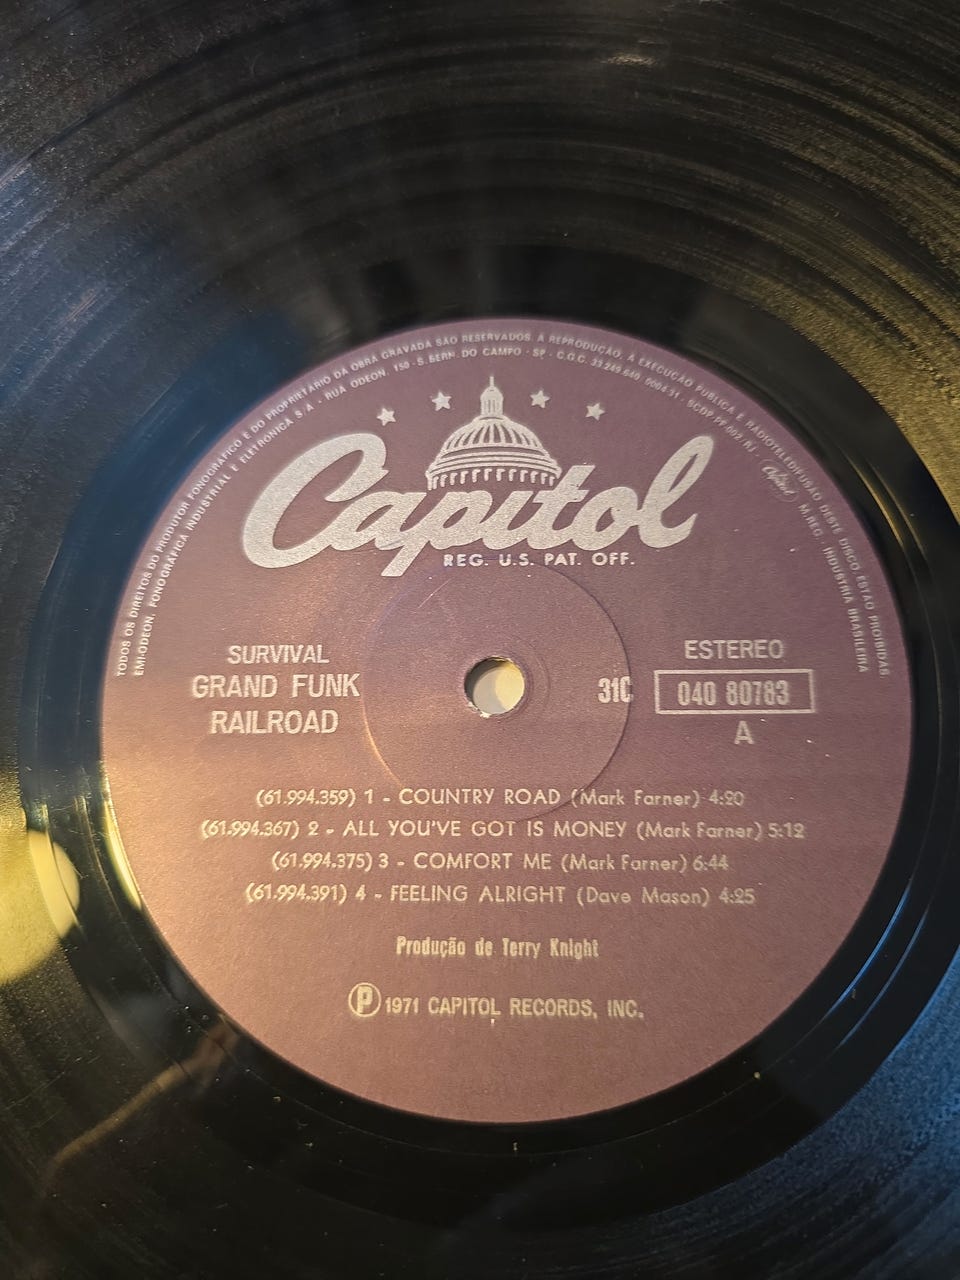 TODOS OS DIREITOS DO PRODUTOR FONOGRÁFICO E DO PROPRIETÁRIO DA OBRA GRAVADA SÃO RESERVADOS. A REPRODUÇÃO, A EXECUÇÃO PÚBLICA E RADIOTELEDIFUSÃO DESTE DISCO ESTÃO PROIBIDAS.
EMI-ODEON, FONOGRÁFICA INDUSTRIAL E ELETRONICA S/A - RUA ODEON, 150 - S. BERN. DO CAMPO - SP - C.G.C. 33.249.640/0004-31 - SCDP-PF-002/RJ - Capitol M. REG. INDUSTRIA BRASILEIRA
Capitol
REG. U.S. PAT. OFF.
SURVIVAL
GRAND FUNK
RAILROAD
ESTEREO
31C 040 80783
A
(61.994.359) 1 - COUNTRY ROAD (Mark Farner) 4:20
(61.994.367) 2 - ALL YOU'VE GOT IS MONEY (Mark Farner) 5:12
(61.994.375) 3 - COMFORT ME (Mark Farner) 6:44
(61.994.391) 4 - FEELING ALRIGHT (Dave Mason) 4:25
Produção de Terry Knight
Ⓟ 1971 CAPITOL RECORDS, INC.